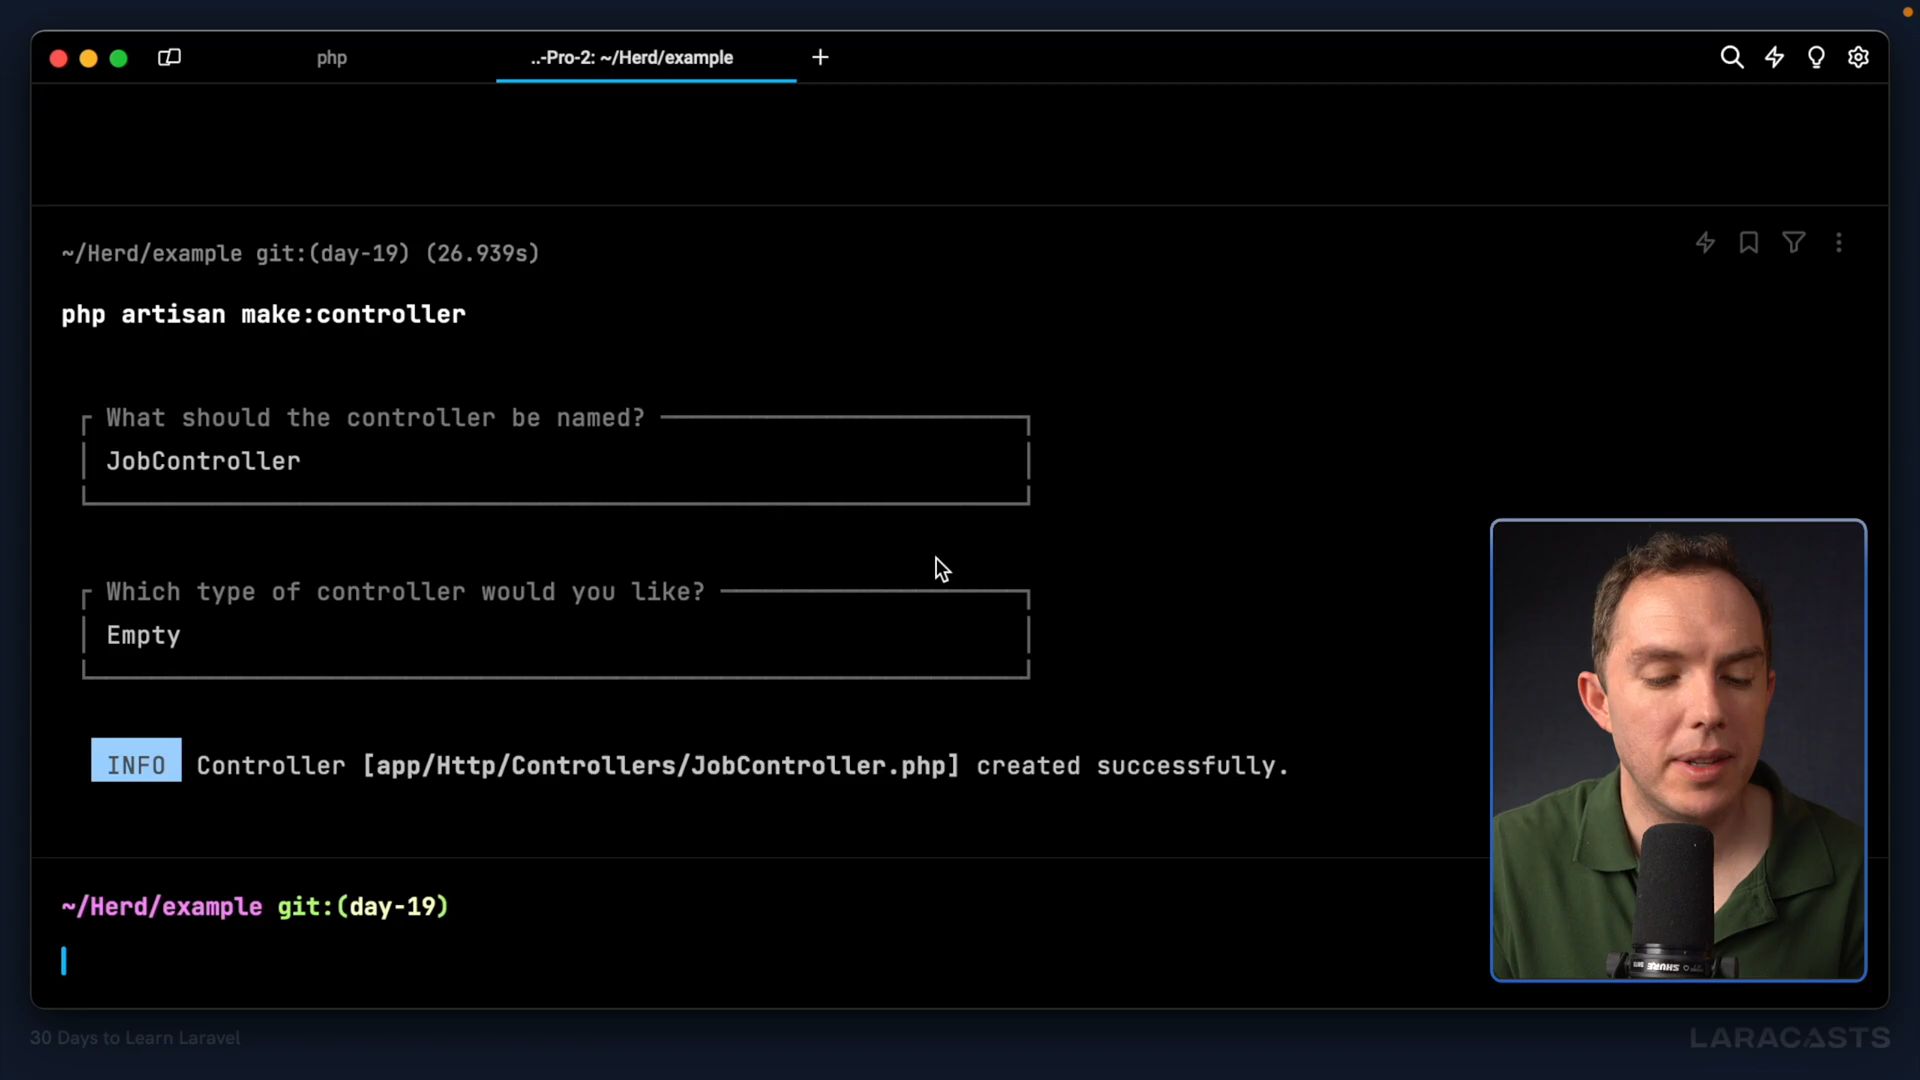 php
..-Pro-2: ~/Herd/example
~/Herd/example git:(day-19) (26.939s)
php artisan make:controller
What should the controller be named?
JobController
Which type of controller would you like?
Empty
INFO Controller [app/Http/Controllers/JobController.php] created successfully.
~/Herd/example git:(day-19)
SHURE
30 Days to Learn Laravel
LARACASTS